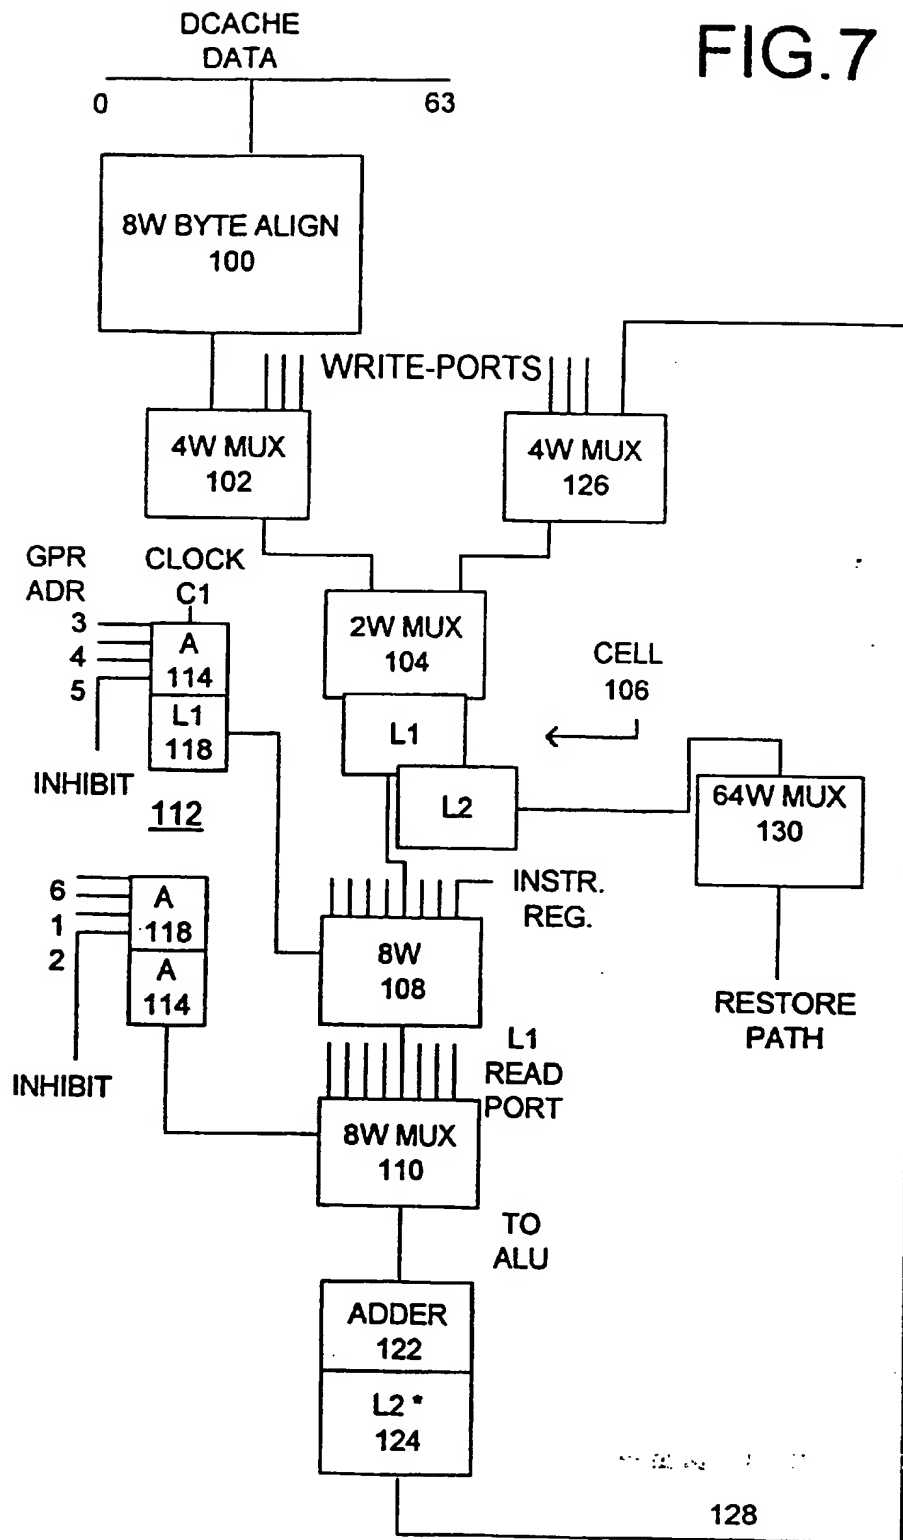 DCACHE
DATA
FIG.7
0
63
8W BYTE ALIGN
100
WRITE-PORTS
4W MUX
102
4W MUX
126
GPR
ADR
CLOCK
C1
3
4
5
A
114
L1
118
INHIBIT
112
2W MUX
104
L1
L2
CELL
106
64W MUX
130
RESTORE
PATH
INSTR.
REG.
6
1
2
A
118
A
114
INHIBIT
8W
108
L1
READ
PORT
8W MUX
110
TO
ALU
ADDER
122
L2 *
124
128